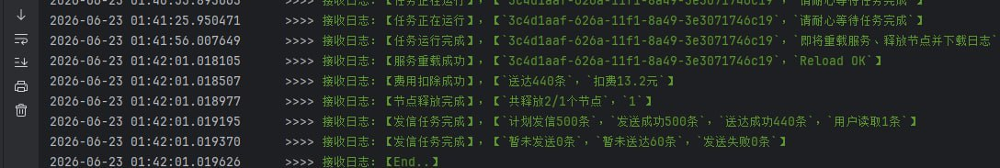 2026-06-23 01:40:55.895085 >>>> 接收日志：【任务正在运行】，【`3c4d1aaf-626a-11f1-8a49-3e3071746c19`，`请耐心等待任务完成`】
2026-06-23 01:41:25.950471 >>>> 接收日志：【任务正在运行】，【`3c4d1aaf-626a-11f1-8a49-3e3071746c19`，`请耐心等待任务完成`】
2026-06-23 01:41:56.007649 >>>> 接收日志：【任务运行完成】，【`3c4d1aaf-626a-11f1-8a49-3e3071746c19`，`即将重载服务、释放节点并下载日志`
2026-06-23 01:42:01.018105 >>>> 接收日志：【服务重载成功】，【`3c4d1aaf-626a-11f1-8a49-3e3071746c19`，`Reload OK`】
2026-06-23 01:42:01.018507 >>>> 接收日志：【费用扣除成功】，【`送达440条`，`扣费13.2元`】
2026-06-23 01:42:01.018977 >>>> 接收日志：【节点释放完成】，【`共释放2/1个节点`，`1`】
2026-06-23 01:42:01.019195 >>>> 接收日志：【发信任务完成】，【`计划发信500条`，`发送成功500条`，`送达成功440条`，`用户读取1条`】
2026-06-23 01:42:01.019370 >>>> 接收日志：【发信任务完成】，【`暂未发送0条`，`暂未送达60条`，`发送失败0条`】
2026-06-23 01:42:01.019626 >>>> 接收日志：【End..】